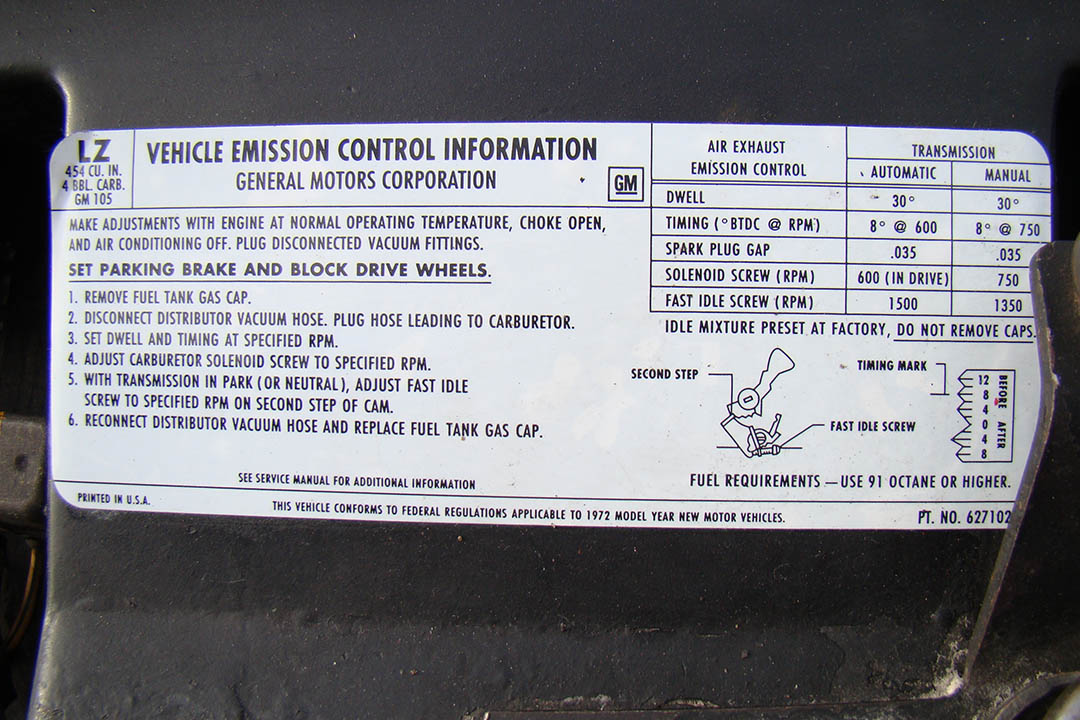 LZ
454 CU. IN.
4 BBL. CARB.
GM 105
VEHICLE EMISSION CONTROL INFORMATION
GENERAL MOTORS CORPORATION
GM
MAKE ADJUSTMENTS WITH ENGINE AT NORMAL OPERATING TEMPERATURE, CHOKE OPEN,
AND AIR CONDITIONING OFF. PLUG DISCONNECTED VACUUM FITTINGS.
SET PARKING BRAKE AND BLOCK DRIVE WHEELS.
1. REMOVE FUEL TANK GAS CAP.
2. DISCONNECT DISTRIBUTOR VACUUM HOSE. PLUG HOSE LEADING TO CARBURETOR.
3. SET DWELL AND TIMING AT SPECIFIED RPM.
4. ADJUST CARBURETOR SOLENOID SCREW TO SPECIFIED RPM.
5. WITH TRANSMISSION IN PARK (OR NEUTRAL), ADJUST FAST IDLE
SCREW TO SPECIFIED RPM ON SECOND STEP OF CAM.
6. RECONNECT DISTRIBUTOR VACUUM HOSE AND REPLACE FUEL TANK GAS CAP.
SEE SERVICE MANUAL FOR ADDITIONAL INFORMATION
AIR EXHAUST
EMISSION CONTROL
TRANSMISSION
AUTOMATIC MANUAL
DWELL 30° 30°
TIMING (°BTDC @ RPM) 8° @ 600 8° @ 750
SPARK PLUG GAP .035 .035
SOLENOID SCREW (RPM) 600 (IN DRIVE) 750
FAST IDLE SCREW (RPM) 1500 1350
IDLE MIXTURE PRESET AT FACTORY, DO NOT REMOVE CAPS.
SECOND STEP
FAST IDLE SCREW
TIMING MARK
12
8
4
0
4
8
BEFORE AFTER
FUEL REQUIREMENTS — USE 91 OCTANE OR HIGHER.
PRINTED IN U.S.A.
THIS VEHICLE CONFORMS TO FEDERAL REGULATIONS APPLICABLE TO 1972 MODEL YEAR NEW MOTOR VEHICLES.
PT. NO. 627102